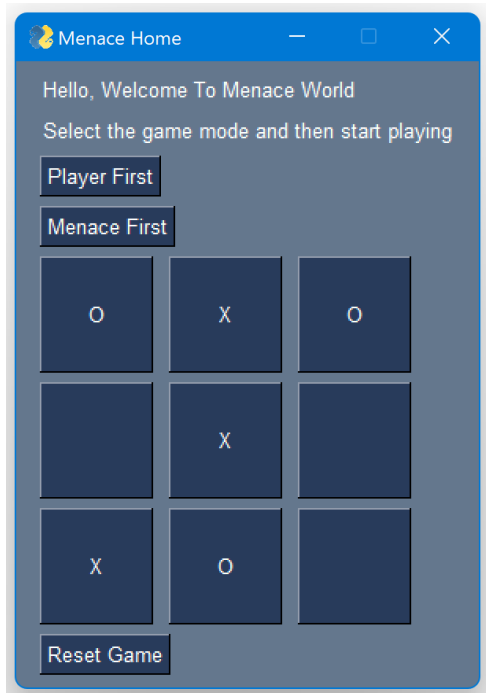 Menace Home
Hello, Welcome To Menace World
Select the game mode and then start playing
Player First
Menace First
O X O
X
X O
Reset Game